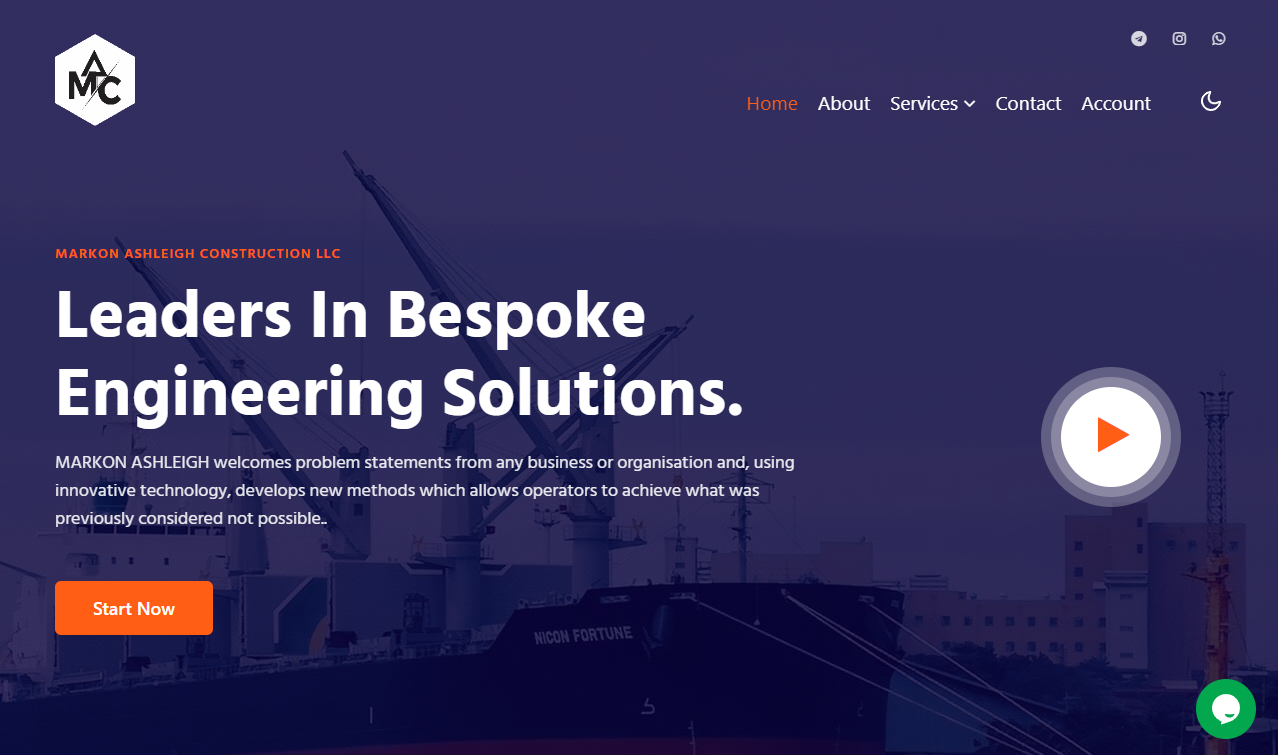 AMC
Home About Services Contact Account
MARKON ASHLEIGH CONSTRUCTION LLC
Leaders In Bespoke
Engineering Solutions.
MARKON ASHLEIGH welcomes problem statements from any business or organisation and, using
innovative technology, develops new methods which allows operators to achieve what was
previously considered not possible..
Start Now
NICON FORTUNE